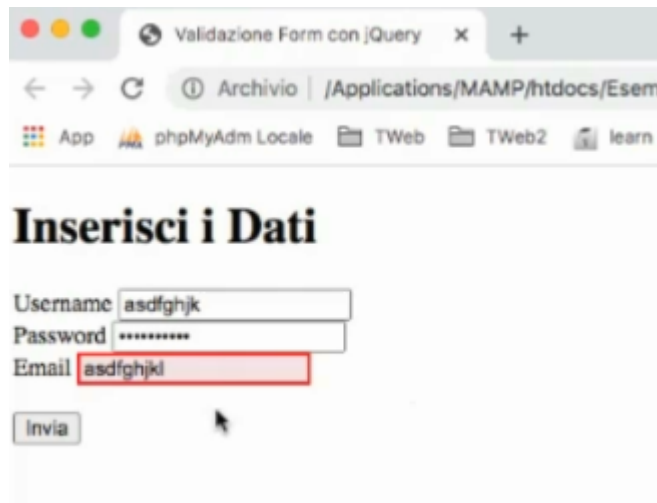 Validazione Form con jQuery
Archivio | /Applications/MAMP/htdocs/Esem
App phpMyAdm Locale TWeb TWeb2 learn
Inserisci i Dati
Username asdfghjk
Password ••••••••••
Email asdfghjkl
Invia